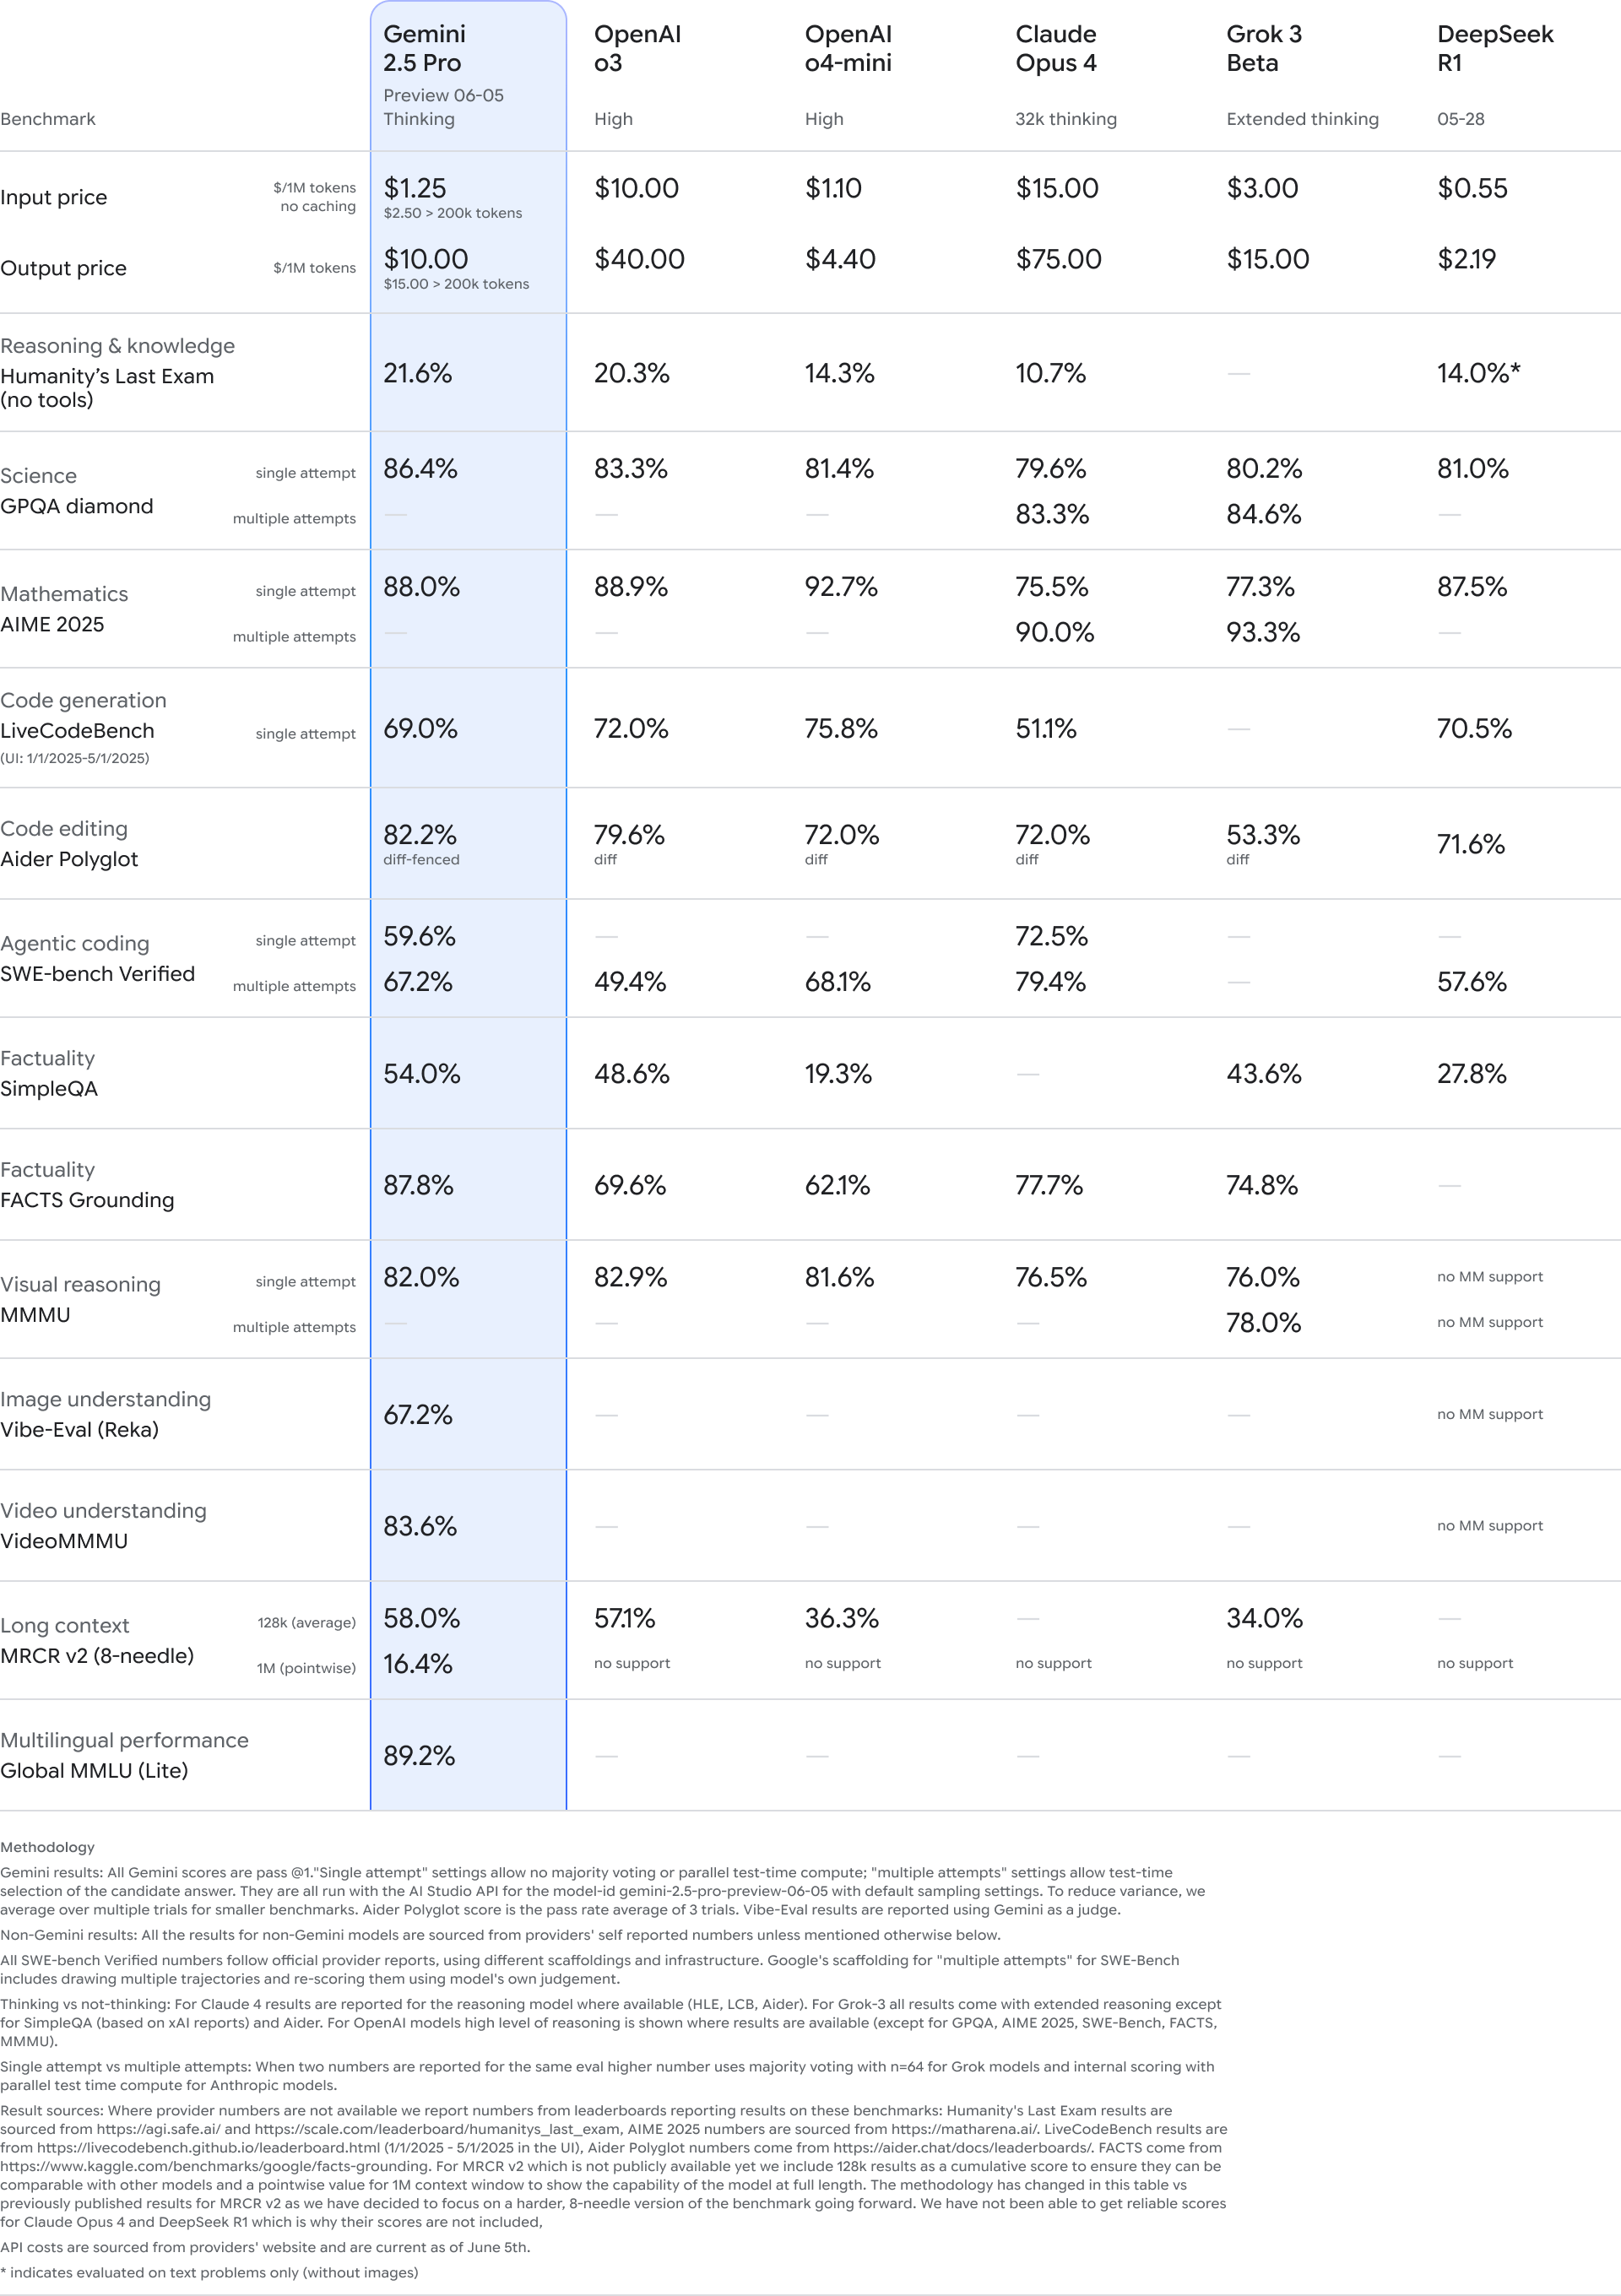 Benchmark
Gemini 2.5 Pro Preview 06-05 Thinking
OpenAI o3 High
OpenAI o4-mini High
Claude Opus 4 32k thinking
Grok 3 Beta Extended thinking
DeepSeek R1 05-28
Input price $/1M tokens no caching $1.25 $2.50 > 200k tokens $10.00 $1.10 $15.00 $3.00 $0.55
Output price $/1M tokens $10.00 $15.00 > 200k tokens $40.00 $4.40 $75.00 $15.00 $2.19
Reasoning & knowledge
Humanity’s Last Exam
(no tools) 21.6% 20.3% 14.3% 10.7% — 14.0%*
Science
GPQA diamond
single attempt 86.4% 83.3% 81.4% 79.6% 80.2% 81.0%
multiple attempts — — — 83.3% 84.6% —
Mathematics
AIME 2025
single attempt 88.0% 88.9% 92.7% 75.5% 77.3% 87.5%
multiple attempts — — — 90.0% 93.3% —
Code generation
LiveCodeBench
(UI: 1/1/2025-5/1/2025)
single attempt 69.0% 72.0% 75.8% 51.1% — 70.5%
Code editing
Aider Polyglot
82.2% 79.6% 72.0% 72.0% 53.3% 71.6%
diff-fenced diff diff diff diff
Agentic coding
SWE-bench Verified
single attempt 59.6% — — 72.5% — —
multiple attempts 67.2% 49.4% 68.1% 79.4% — 57.6%
Factuality
SimpleQA
54.0% 48.6% 19.3% — 43.6% 27.8%
Factuality
FACTS Grounding
87.8% 69.6% 62.1% 77.7% 74.8% —
Visual reasoning
MMMU
single attempt 82.0% 82.9% 81.6% 76.5% 76.0% no MM support
multiple attempts — — — — 78.0% no MM support
Image understanding
Vibe-Eval (Reka)
67.2% — — — — no MM support
Video understanding
VideoMMMU
83.6% — — — — no MM support
Long context
MRCR v2 (8-needle)
128k (average) 58.0% 57.1% 36.3% — 34.0% —
1M (pointwise) 16.4% no support no support no support no support no support
Multilingual performance
Global MMLU (Lite)
89.2% — — — — —
Methodology
Gemini results: All Gemini scores are pass @1."Single attempt" settings allow no majority voting or parallel test-time compute; "multiple attempts" settings allow test-time
selection of the candidate answer. They are all run with the AI Studio API for the model-id gemini-2.5-pro-preview-06-05 with default sampling settings. To reduce variance, we
average over multiple trials for smaller benchmarks. Aider Polyglot score is the pass rate average of 3 trials. Vibe-Eval results are reported using Gemini as a judge.
Non-Gemini results: All the results for non-Gemini models are sourced from providers' self reported numbers unless mentioned otherwise below.
All SWE-bench Verified numbers follow official provider reports, using different scaffoldings and infrastructure. Google's scaffolding for "multiple attempts" for SWE-Bench
includes drawing multiple trajectories and re-scoring them using model's own judgement.
Thinking vs not-thinking: For Claude 4 results are reported for the reasoning model where available (HLE, LCB, Aider). For Grok-3 all results come with extended reasoning except
for SimpleQA (based on xAI reports) and Aider. For OpenAI models high level of reasoning is shown where results are available (except for GPQA, AIME 2025, SWE-Bench, FACTS,
MMMU).
Single attempt vs multiple attempts: When two numbers are reported for the same eval higher number uses majority voting with n=64 for Grok models and internal scoring with
parallel test time compute for Anthropic models.
Result sources: Where provider numbers are not available we report numbers from leaderboards reporting results on these benchmarks: Humanity's Last Exam results are
sourced from https://agi.safe.ai/ and https://scale.com/leaderboard/humanitys_last_exam, AIME 2025 numbers are sourced from https://matharena.ai/. LiveCodeBench results are
from https://livecodebench.github.io/leaderboard.html (1/1/2025 - 5/1/2025 in the UI), Aider Polyglot numbers come from https://aider.chat/docs/leaderboards/. FACTS come from
https://www.kaggle.com/benchmarks/google/facts-grounding. For MRCR v2 which is not publicly available yet we include 128k results as a cumulative score to ensure they can be
comparable with other models and a pointwise value for 1M context window to show the capability of the model at full length. The methodology has changed in this table vs
previously published results for MRCR v2 as we have decided to focus on a harder, 8-needle version of the benchmark going forward. We have not been able to get reliable scores
for Claude Opus 4 and DeepSeek R1 which is why their scores are not included,
API costs are sourced from providers' website and are current as of June 5th.
* indicates evaluated on text problems only (without images)